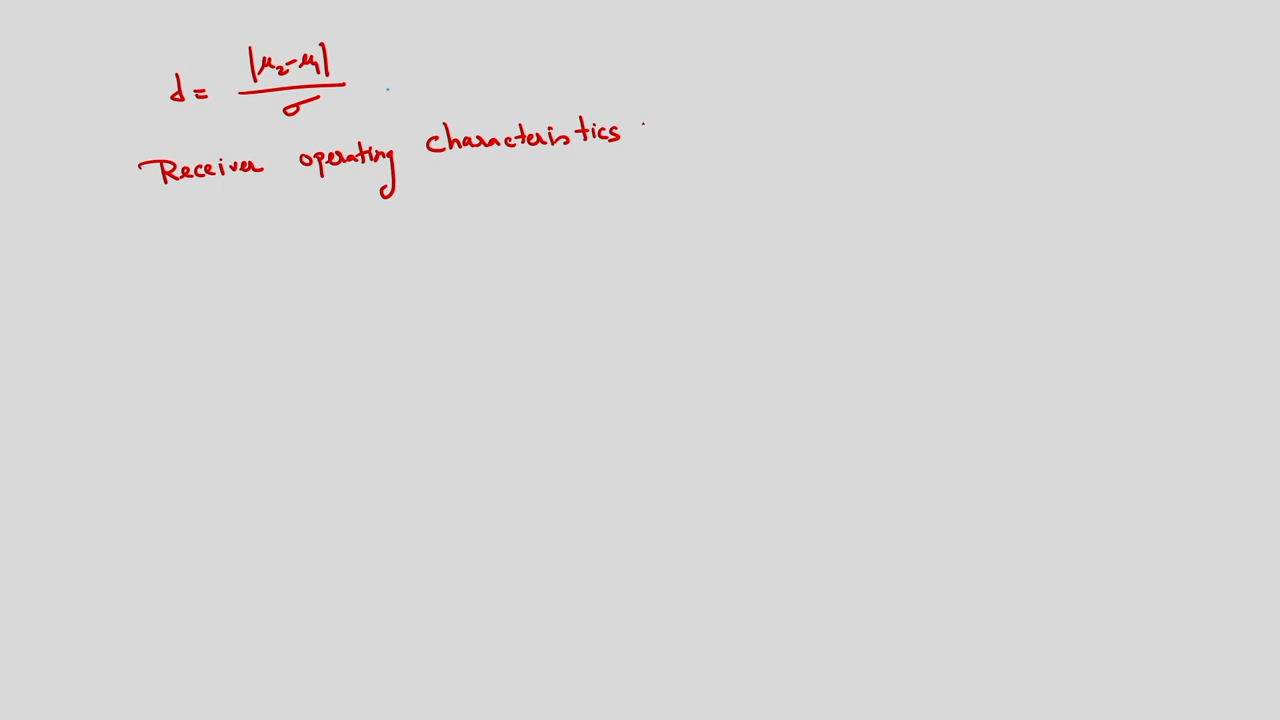 d = |μ₂-μ₁| / σ
Receiver operating characteristics